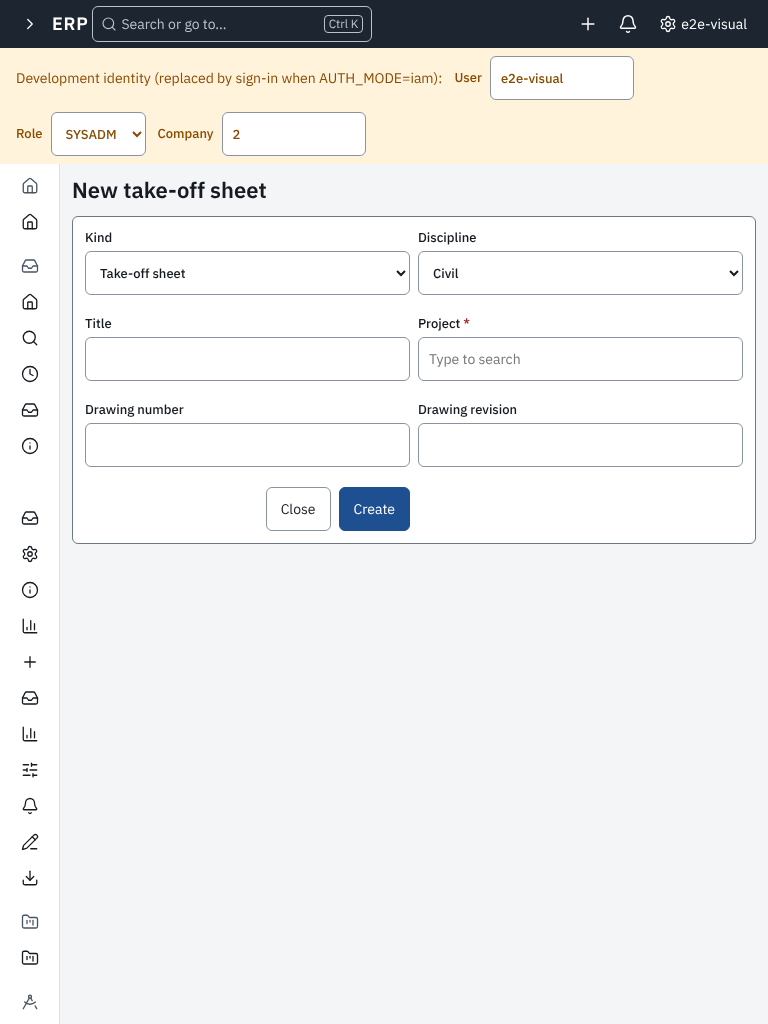 ERP
Search or go to...
Ctrl K
e2e-visual
Development identity (replaced by sign-in when AUTH_MODE=iam):
User
e2e-visual
Role
SYSADM
Company
2
New take-off sheet
Kind
Discipline
Take-off sheet
Civil
Title
Project *
Type to search
Drawing number
Drawing revision
Close
Create